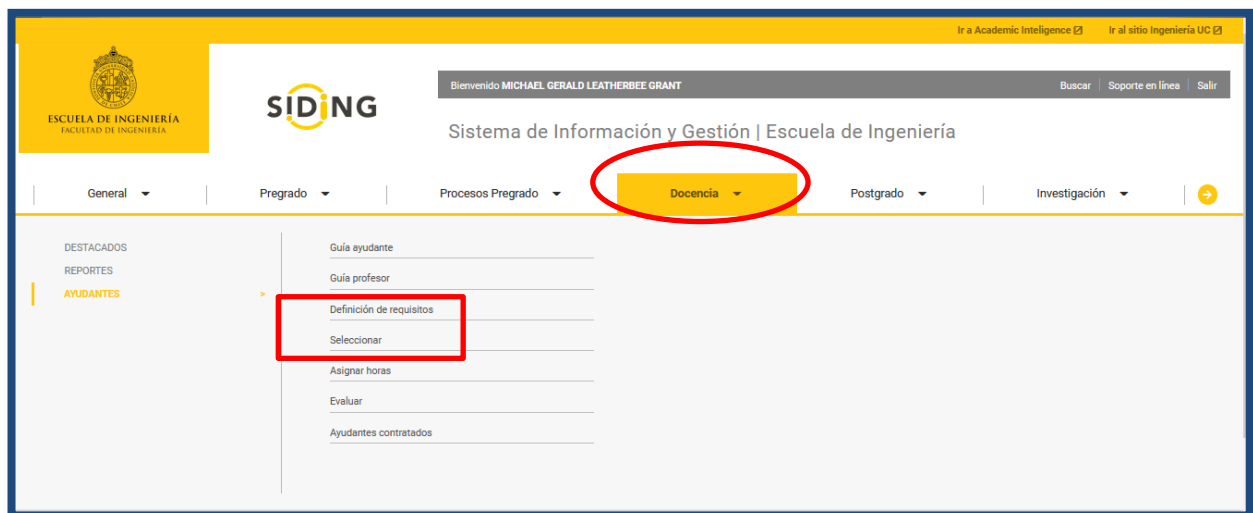 Ir a Academic Inteligence Ir al sitio Ingeniería UC
ESCUELA DE INGENIERÍA
FACULTAD DE INGENIERÍA
SIDING
Bienvenido MICHAEL GERALD LEATHERBEE GRANT Buscar Soporte en línea Salir
Sistema de Información y Gestión | Escuela de Ingeniería
General Pregrado Procesos Pregrado Docencia Postgrado Investigación
DESTACADOS
REPORTES
AYUDANTES >
Guía ayudante
Guía profesor
Definición de requisitos
Seleccionar
Asignar horas
Evaluar
Ayudantes contratados